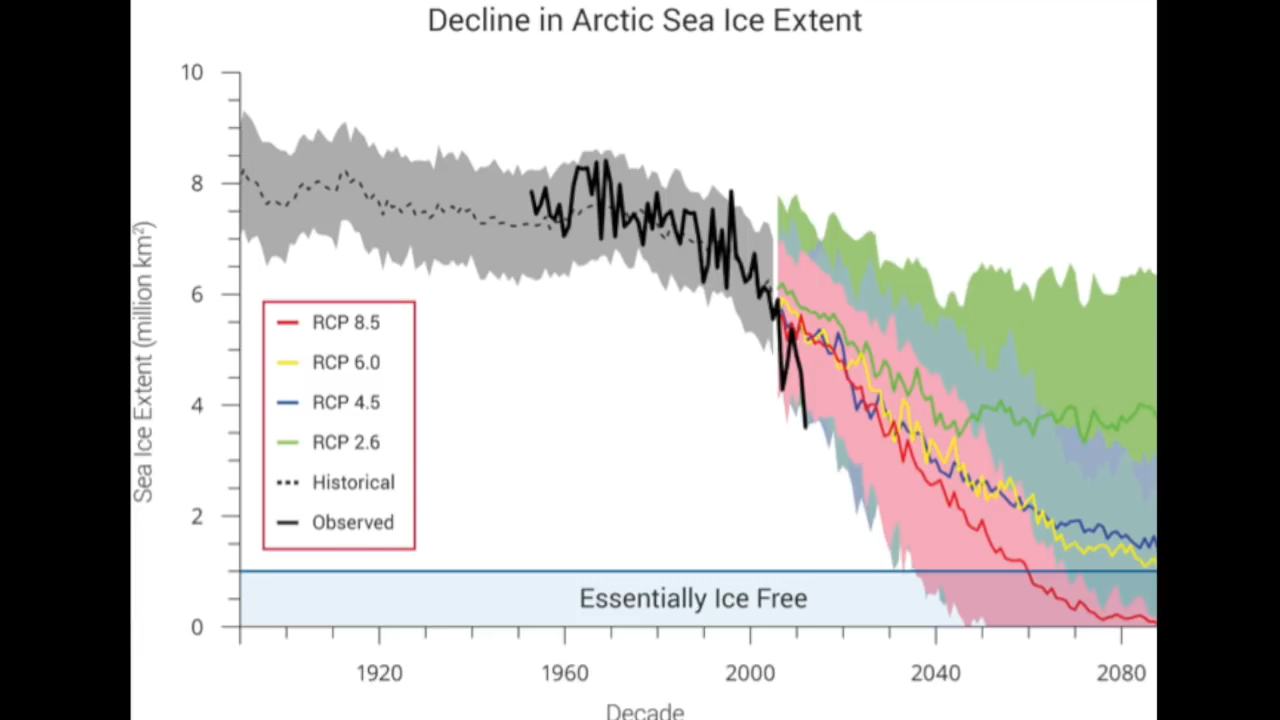 Decline in Arctic Sea Ice Extent
10
8
6
4
2
0
Sea Ice Extent (million km²)
RCP 8.5
RCP 6.0
RCP 4.5
RCP 2.6
Historical
Observed
Essentially Ice Free
1920
1960
2000
2040
2080
Decade